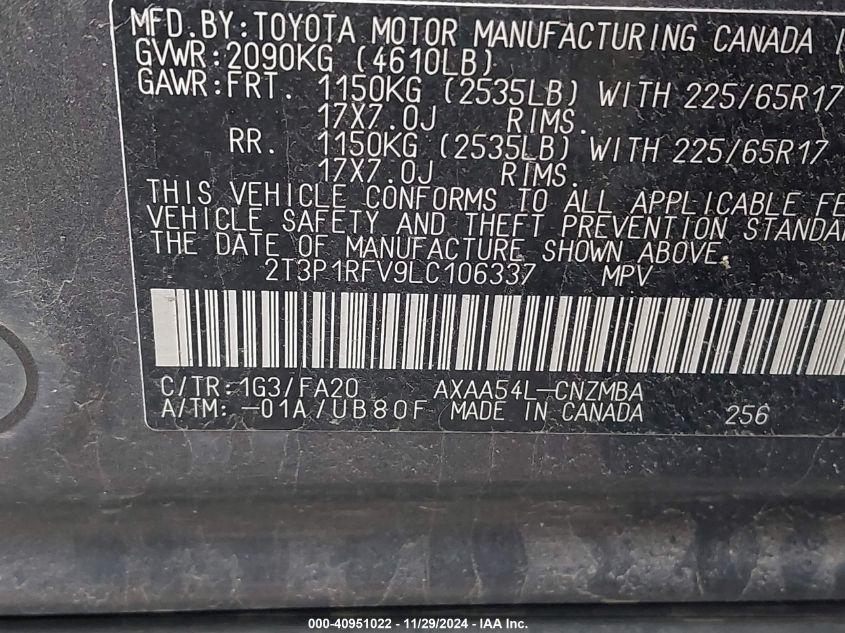 MFD.BY:TOYOTA MOTOR MANUFACTURING CANADA
GVWR:2090KG (4610LB)
GAWR:FRT. 1150KG (2535LB) WITH 225/65R17
17X7.0J RIMS.
RR. 1150KG (2535LB) WITH 225/65R17
17X7.0J RIMS.
THIS VEHICLE CONFORMS TO ALL APPLICABLE FE
VEHICLE SAFETY AND THEFT PREVENTION STANDA
THE DATE OF MANUFACTURE SHOWN ABOVE.
2T3P1RFV9LC106337 MPV
C/TR:1G3/FA20 AXAA54L-CNZMBA
A/TM:-01A/UB80F MADE IN CANADA 256
000-40951022 - 11/29/2024 - IAA Inc.